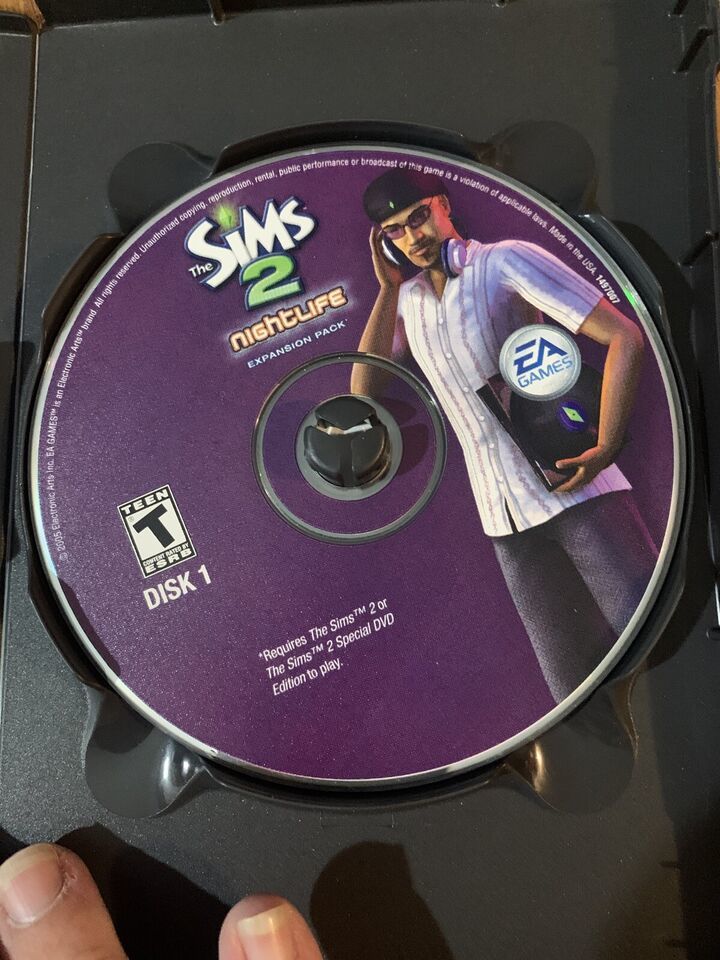 © 2005 Electronic Arts Inc. EA GAMES™ is an Electronic Arts™ brand. All rights reserved. Unauthorized copying, reproduction, rental, public performance or broadcast of this game is a violation of applicable laws. Made in the USA. 1497067
The SiMS
2
nightlife
EXPANSION PACK*
EA
GAMES
TEEN
T
CONTENT RATED BY
ESRB
DISK 1
*Requires The Sims™ 2 or
The Sims™ 2 Special DVD
Edition to play.